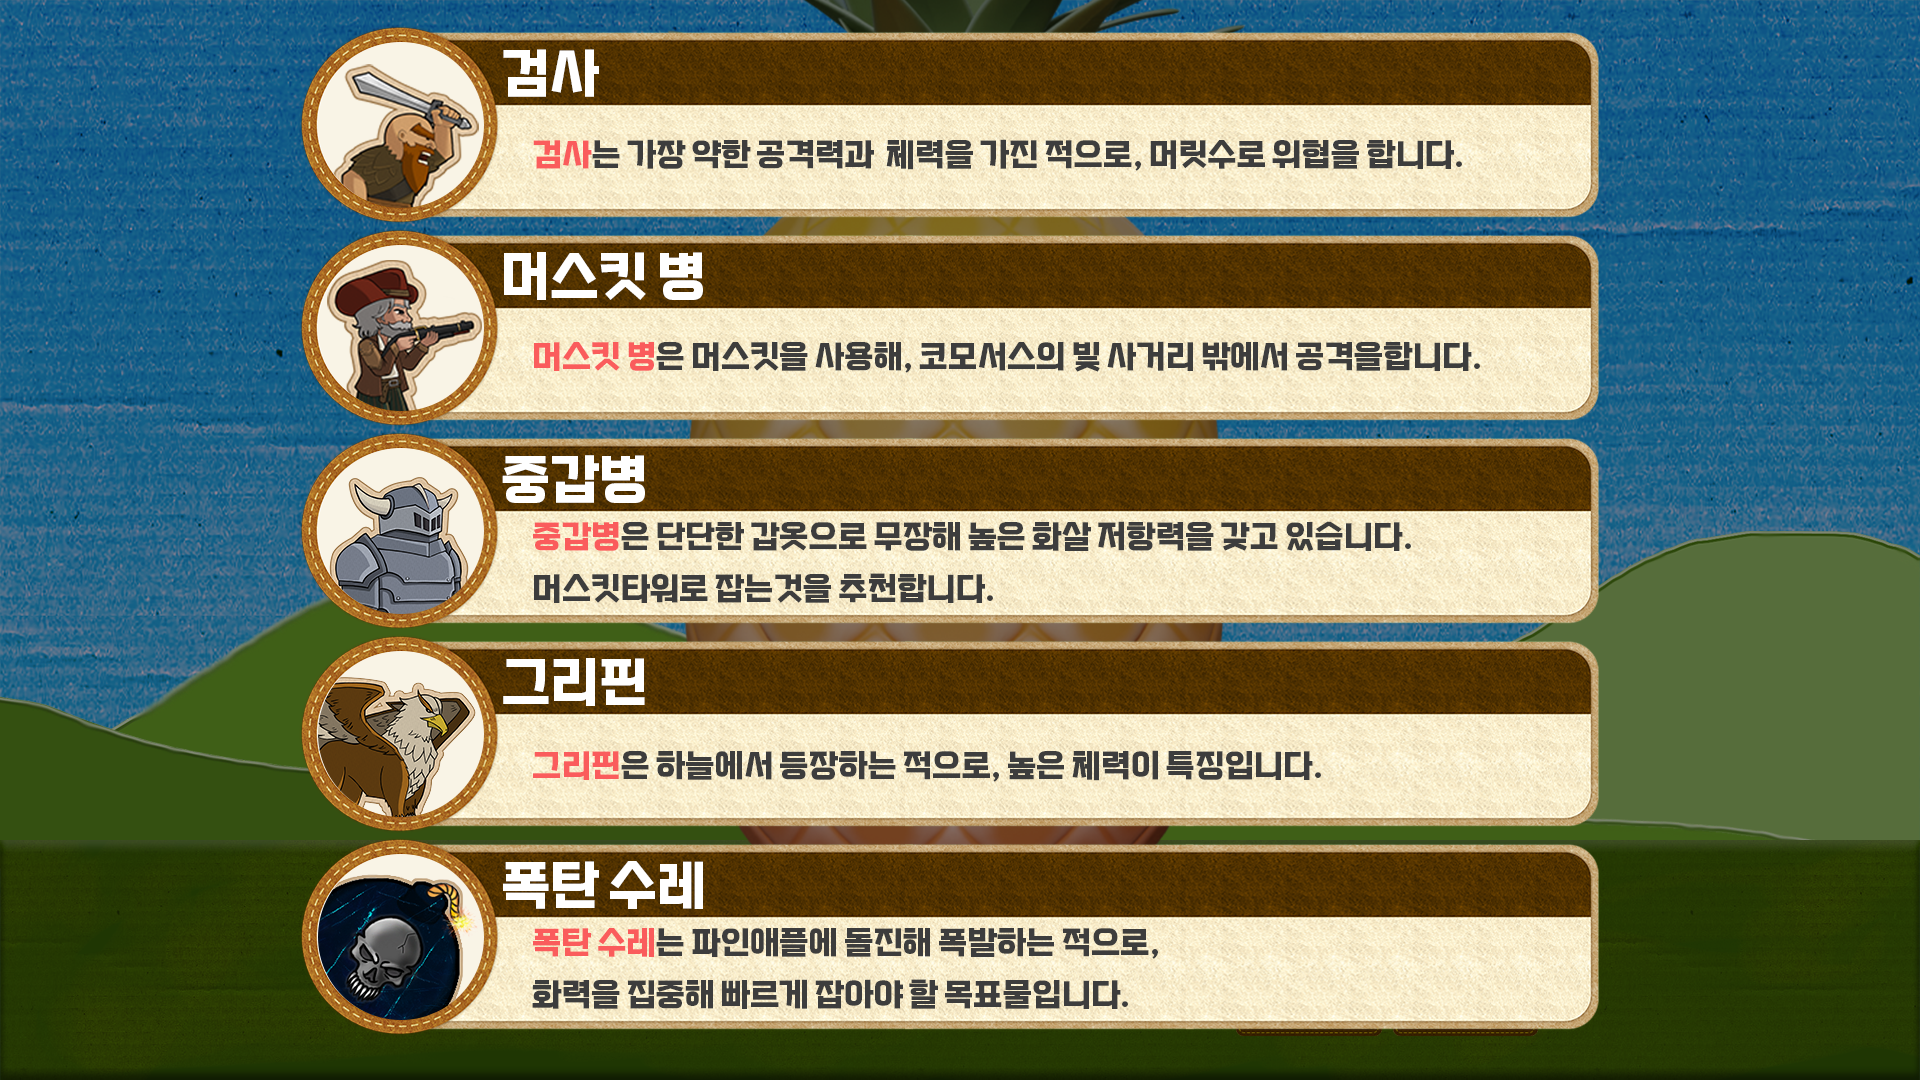 검사
검사는 가장 약한 공격력과 체력을 가진 적으로, 머릿수로 위협을 합니다.
머스킷 병
머스킷 병은 머스킷을 사용해, 코모서스의 빛 사거리 밖에서 공격을합니다.
중갑병
중갑병은 단단한 갑옷으로 무장해 높은 화살 저항력을 갖고 있습니다.
머스킷타워로 잡는것을 추천합니다.
그리핀
그리핀은 하늘에서 등장하는 적으로, 높은 체력이 특징입니다.
폭탄 수레
폭탄 수레는 파인애플에 돌진해 폭발하는 적으로,
화력을 집중해 빠르게 잡아야 할 목표물입니다.